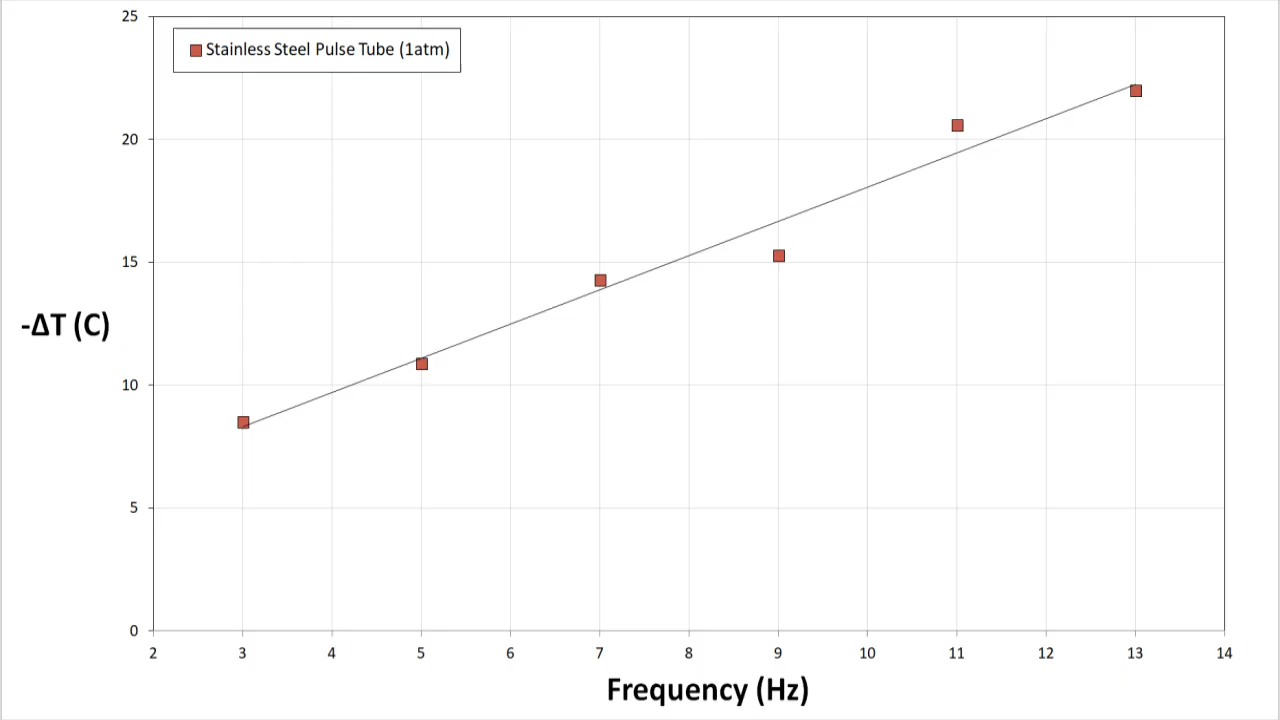 25
Stainless Steel Pulse Tube (1atm)
20
15
-ΔT (C)
10
5
0
2 3 4 5 6 7 8 9 10 11 12 13 14
Frequency (Hz)